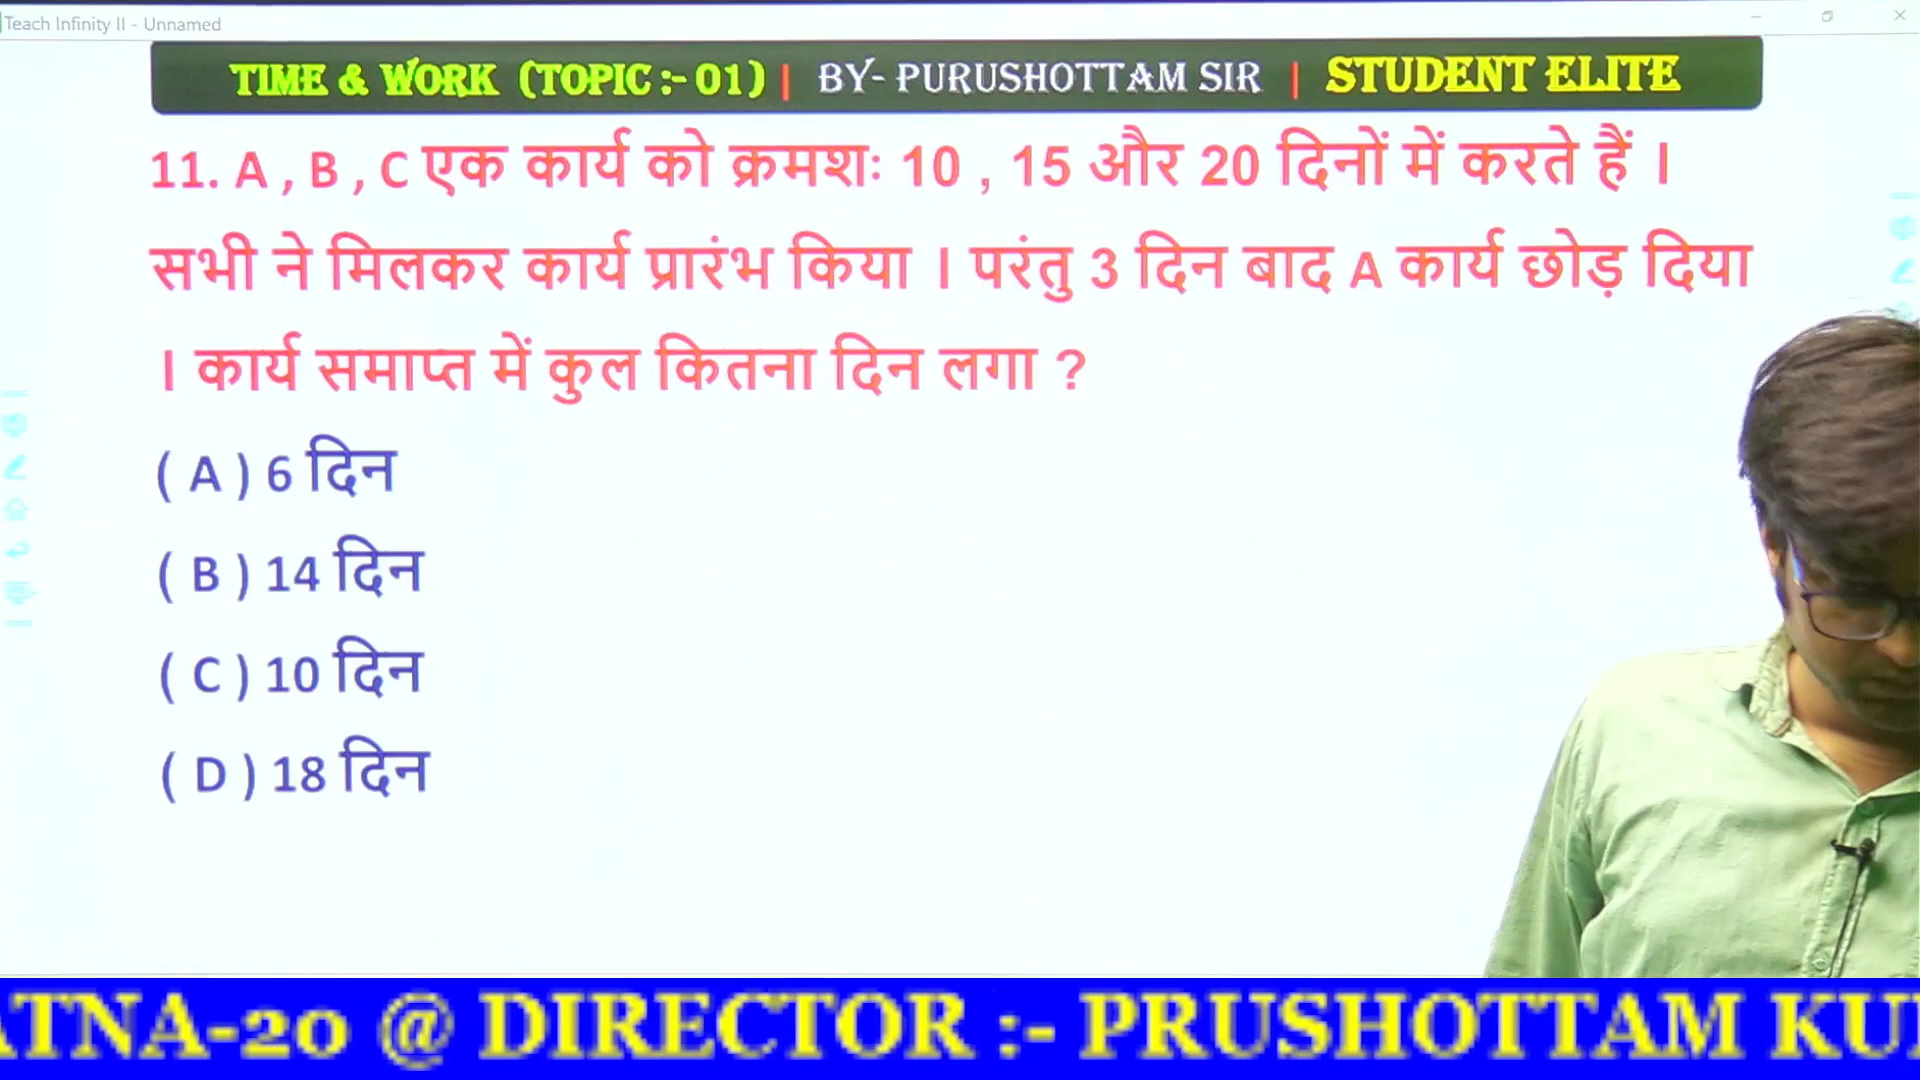 Teach Infinity II - Unnamed
TIME & WORK (TOPIC :- 01) | BY- PURUSHOTTAM SIR | STUDENT ELITE
11. A , B , C एक कार्य को क्रमशः 10 , 15 और 20 दिनों में करते हैं ।
सभी ने मिलकर कार्य प्रारंभ किया । परंतु 3 दिन बाद A कार्य छोड़ दिया
। कार्य समाप्त में कुल कितना दिन लगा ?
( A ) 6 दिन
( B ) 14 दिन
( C ) 10 दिन
( D ) 18 दिन
ATNA-20 @ DIRECTOR :- PRUSHOTTAM KU